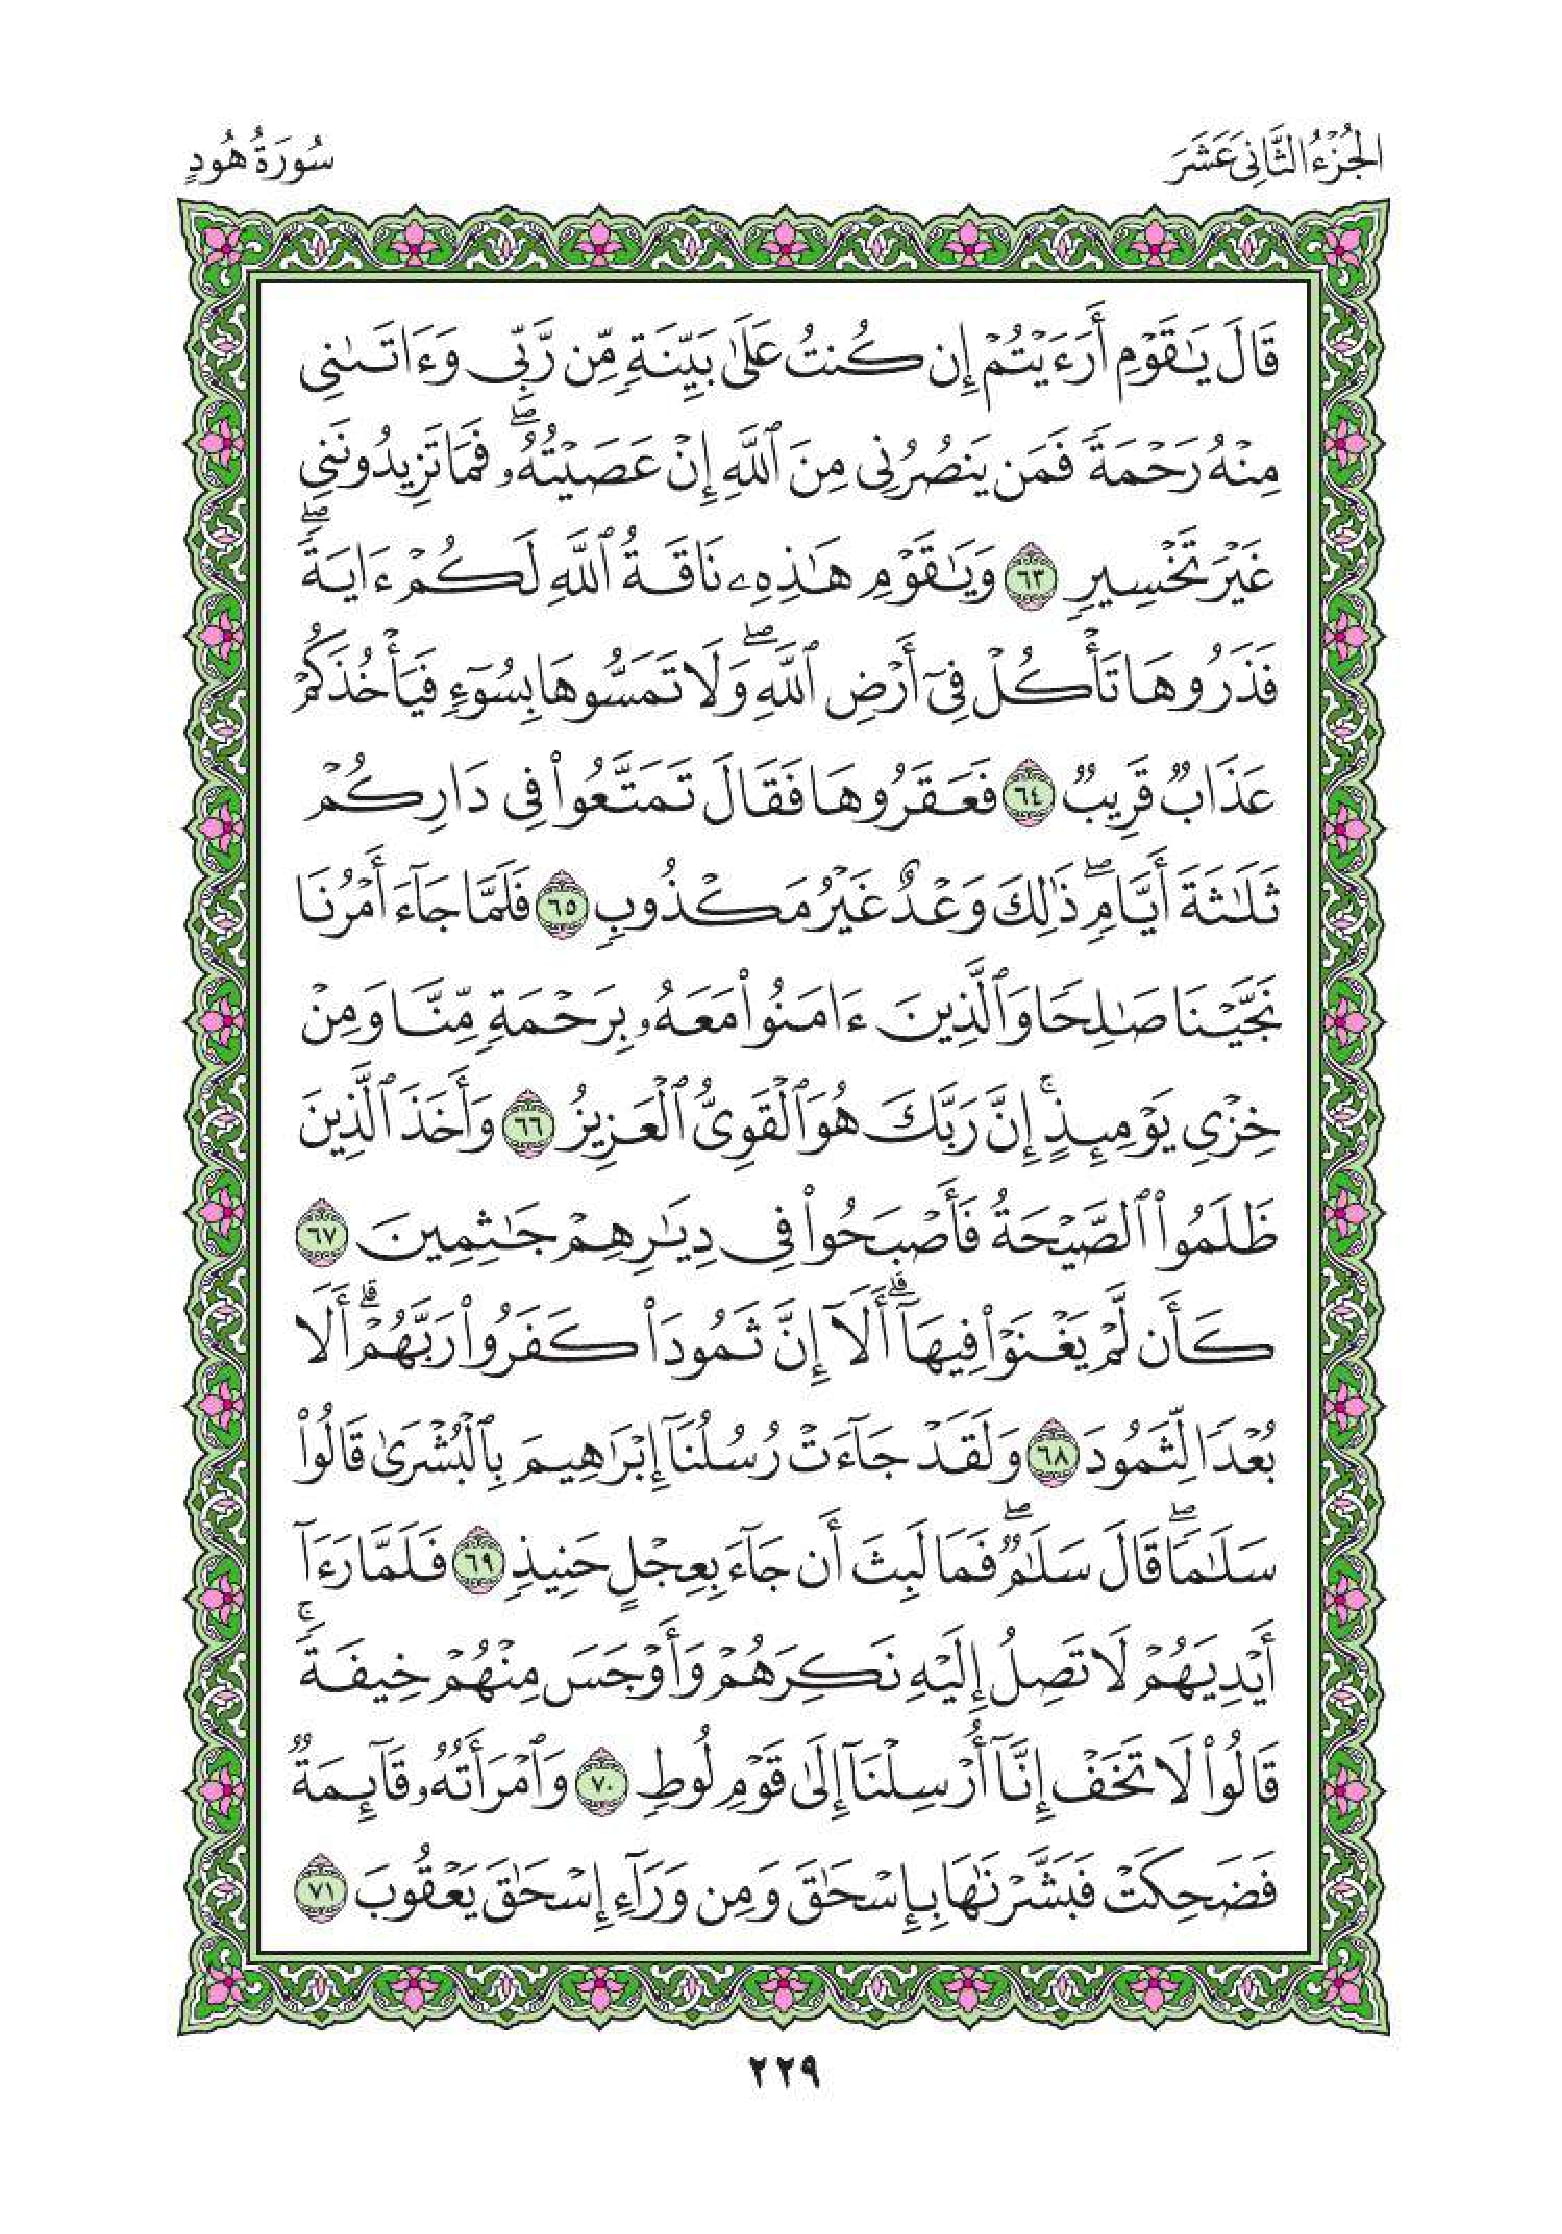 الجُزْءُ الثَّانِي عَشَرَ
سُورَةُ هُودٍ
قَالَ يَٰقَوْمِ أَرَءَيْتُمْ إِن كُنتُ عَلَىٰ بَيِّنَةٍ مِّن رَّبِّى وَءَاتَىٰنِى
مِنْهُ رَحْمَةً فَمَن يَنصُرُنِى مِنَ ٱللَّهِ إِنْ عَصَيْتُهُۥ ۖ فَمَا تَزِيدُونَنِى
غَيْرَ تَخْسِيرٍ ٦٣ وَيَٰقَوْمِ هَٰذِهِۦ نَاقَةُ ٱللَّهِ لَكُمْ ءَايَةً ۖ
فَذَرُوهَا تَأْكُلْ فِىٓ أَرْضِ ٱللَّهِ ۖ وَلَا تَمَسُّوهَا بِسُوٓءٍ فَيَأْخُذَكُمْ
عَذَابٌ قَرِيبٌ ٦٤ فَعَقَرُوهَا فَقَالَ تَمَتَّعُوا۟ فِى دَارِكُمْ
ثَلَٰثَةَ أَيَّامٍ ۖ ذَٰلِكَ وَعْدٌ غَيْرُ مَكْذُوبٍ ٦٥ فَلَمَّا جَآءَ أَمْرُنَا
نَجَّيْنَا صَٰلِحًا وَٱلَّذِينَ ءَامَنُوا۟ مَعَهُۥ بِرَحْمَةٍ مِّنَّا وَمِنْ
خِزْىِ يَوْمِئِذٍ ۚ إِنَّ رَبَّكَ هُوَ ٱلْقَوِىُّ ٱلْعَزِيزُ ٦٦ وَأَخَذَ ٱلَّذِينَ
ظَلَمُوا۟ ٱلصَّيْحَةُ فَأَصْبَحُوا۟ فِى دِيَٰرِهِمْ جَٰثِمِينَ ٦٧
كَأَن لَّمْ يَغْنَوْا۟ فِيهَآ ۗ أَلَآ إِنَّ ثَمُودَا۟ كَفَرُوا۟ رَبَّهُمْ ۗ أَلَا
بُعْدًا لِّثَمُودَ ٦٨ وَلَقَدْ جَآءَتْ رُسُلُنَآ إِبْرَٰهِيمَ بِٱلْبُشْرَىٰ قَالُوا۟
سَلَٰمًا ۖ قَالَ سَلَٰمٌ ۖ فَمَا لَبِثَ أَن جَآءَ بِعِجْلٍ حَنِيذٍ ٦٩ فَلَمَّا رَءَآ
أَيْدِيَهُمْ لَا تَصِلُ إِلَيْهِ نَكِرَهُمْ وَأَوْجَسَ مِنْهُمْ خِيفَةً ۚ
قَالُوا۟ لَا تَخَفْ إِنَّآ أُرْسِلْنَآ إِلَىٰ قَوْمِ لُوطٍ ٧٠ وَٱمْرَأَتُهُۥ قَآئِمَةٌ
فَضَحِكَتْ فَبَشَّرْنَٰهَا بِإِسْحَٰقَ وَمِن وَرَآءِ إِسْحَٰقَ يَعْقُوبَ ٧١
٢٢٩